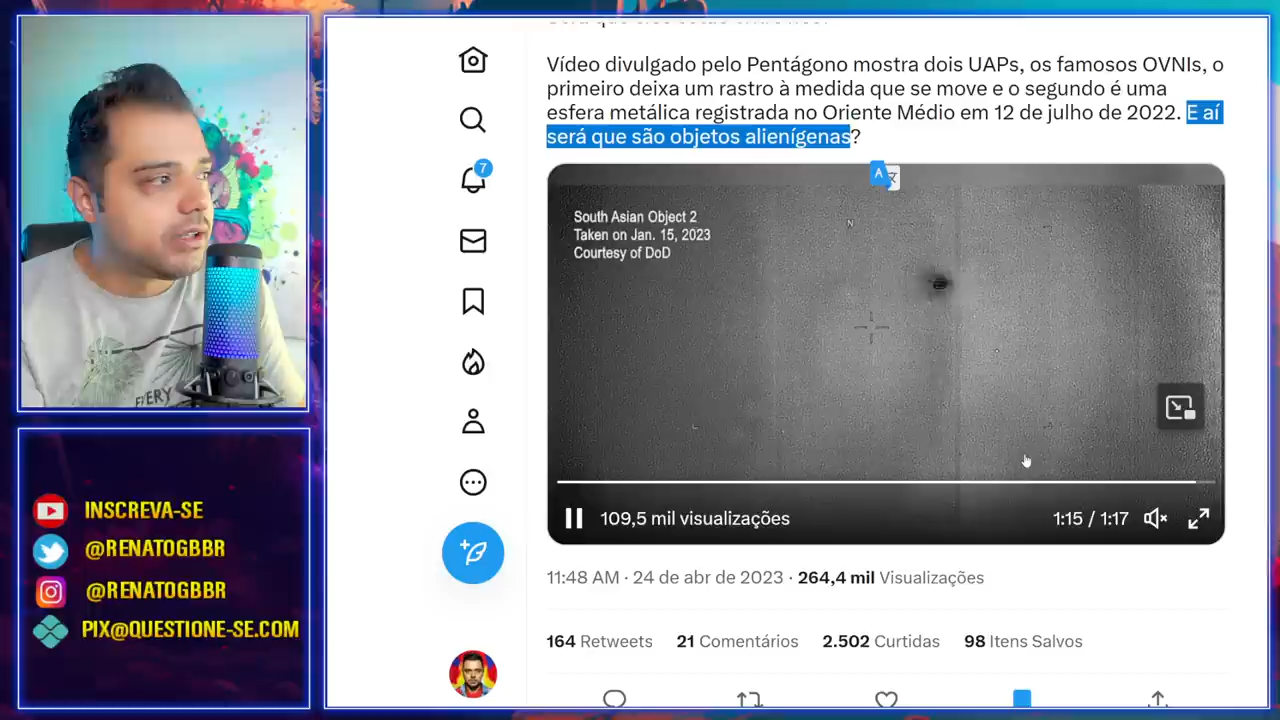 Vídeo divulgado pelo Pentágono mostra dois UAPs, os famosos OVNIs, o
primeiro deixa um rastro à medida que se move e o segundo é uma
esfera metálica registrada no Oriente Médio em 12 de julho de 2022. E aí
será que são objetos alienígenas?
7
A
South Asian Object 2
Taken on Jan. 15, 2023
Courtesy of DoD
N
109,5 mil visualizações
1:15 / 1:17
11:48 AM · 24 de abr de 2023 · 264,4 mil Visualizações
164 Retweets 21 Comentários 2.502 Curtidas 98 Itens Salvos
EVERY
INSCREVA-SE
@RENATOGBBR
@RENATOGBBR
PIX@QUESTIONE-SE.COM